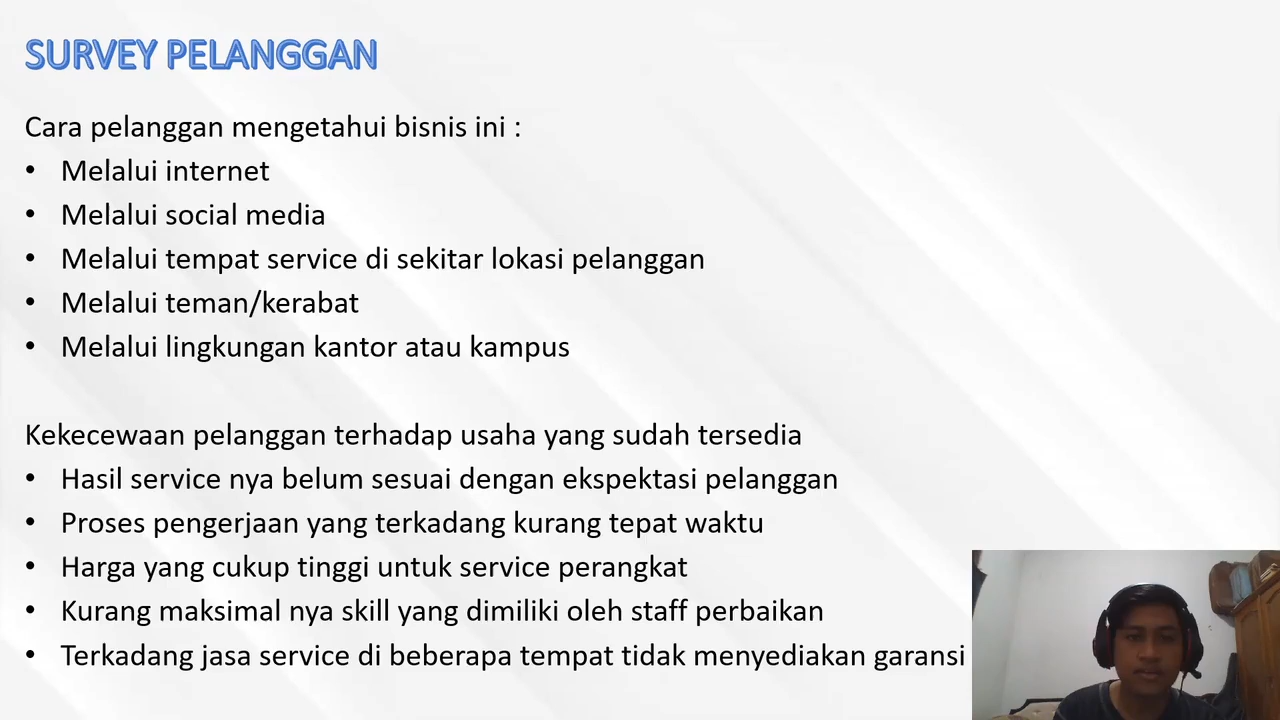 SURVEY PELANGGAN
Cara pelanggan mengetahui bisnis ini :
• Melalui internet
• Melalui social media
• Melalui tempat service di sekitar lokasi pelanggan
• Melalui teman/kerabat
• Melalui lingkungan kantor atau kampus
Kekecewaan pelanggan terhadap usaha yang sudah tersedia
• Hasil service nya belum sesuai dengan ekspektasi pelanggan
• Proses pengerjaan yang terkadang kurang tepat waktu
• Harga yang cukup tinggi untuk service perangkat
• Kurang maksimal nya skill yang dimiliki oleh staff perbaikan
• Terkadang jasa service di beberapa tempat tidak menyediakan garansi